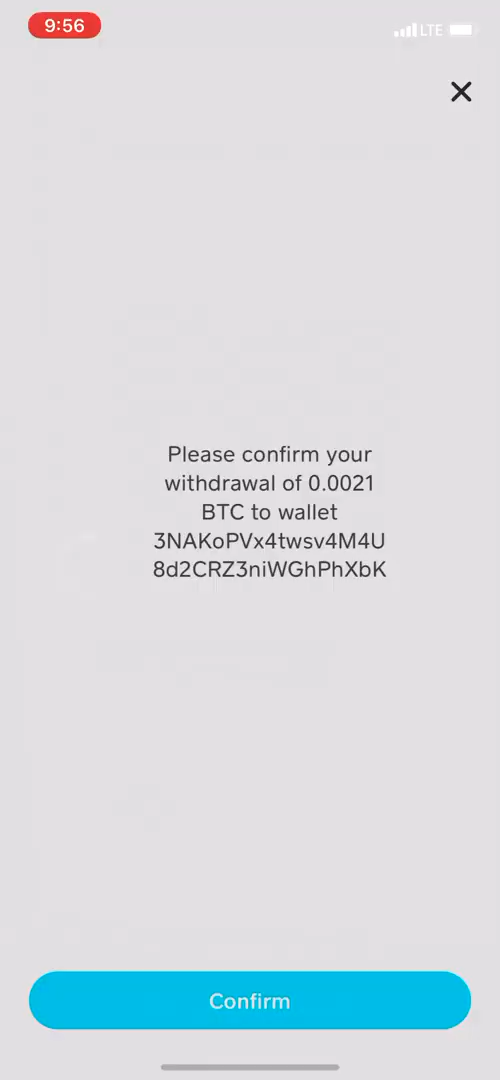 9:56
LTE
Please confirm your
withdrawal of 0.0021
BTC to wallet
3NAKoPVx4twsv4M4U
8d2CRZ3niWGhPhXbK
Confirm